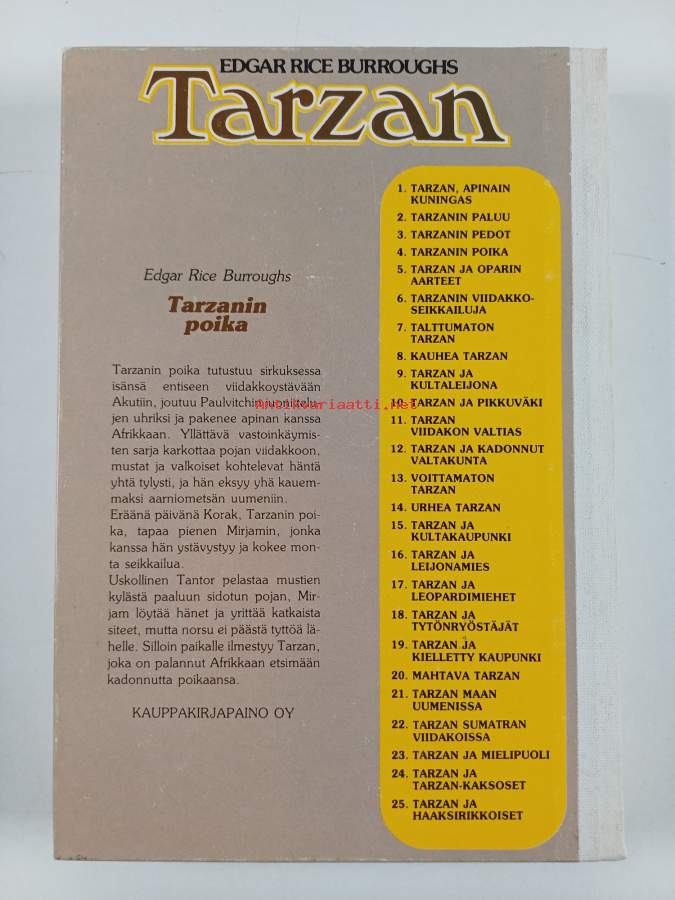 EDGAR RICE BURROUGHS
Tarzan
Edgar Rice Burroughs
Tarzanin
poika
Tarzanin poika tutustuu sirkuksessa
isänsä entiseen viidakkoystävään
Akutiin, joutuu Paulvitchin juonittelu-
jen uhriksi ja pakenee apinan kanssa
Afrikkaan. Yllättävä vastoinkäymis-
ten sarja karkottaa pojan viidakkoon,
mustat ja valkoiset kohtelevat häntä
yhtä tylysti, ja hän eksyy yhä kauem-
maksi aarniometsän uumeniin.
Eräänä päivänä Korak, Tarzanin poi-
ka, tapaa pienen Mirjamin, jonka
kanssa hän ystävystyy ja kokee mon-
ta seikkailua.
Uskollinen Tantor pelastaa mustien
kylästä paaluun sidotun pojan, Mir-
jam löytää hänet ja yrittää katkaista
siteet, mutta norsu ei päästä tyttöä lä-
helle. Silloin paikalle ilmestyy Tarzan,
joka on palannut Afrikkaan etsimään
kadonnutta poikaansa.
KAUPPAKIRJAPAINO OY
1. TARZAN, APINAIN
KUNINGAS
2. TARZANIN PALUU
3. TARZANIN PEDOT
4. TARZANIN POIKA
5. TARZAN JA OPARIN
AARTEET
6. TARZANIN VIIDAKKO-
SEIKKAILUJA
7. TALTTUMATON
TARZAN
8. KAUHEA TARZAN
9. TARZAN JA
KULTALEIJONA
10. TARZAN JA PIKKUVÄKI
11. TARZAN
VIIDAKON VALTIAS
12. TARZAN JA KADONNUT
VALTAKUNTA
13. VOITTAMATON
TARZAN
14. URHEA TARZAN
15. TARZAN JA
KULTAKAUPUNKI
16. TARZAN JA
LEIJONAMIES
17. TARZAN JA
LEOPARDIMIEHET
18. TARZAN JA
TYTÖNRYÖSTÄJÄT
19. TARZAN JA
KIELLETTY KAUPUNKI
20. MAHTAVA TARZAN
21. TARZAN MAAN
UUMENISSA
22. TARZAN SUMATRAN
VIIDAKOISSA
23. TARZAN JA MIELIPUOLI
24. TARZAN JA
TARZAN-KAKSOSET
25. TARZAN JA
HAAKSIRIKKOISET
Antikvariaatti.net